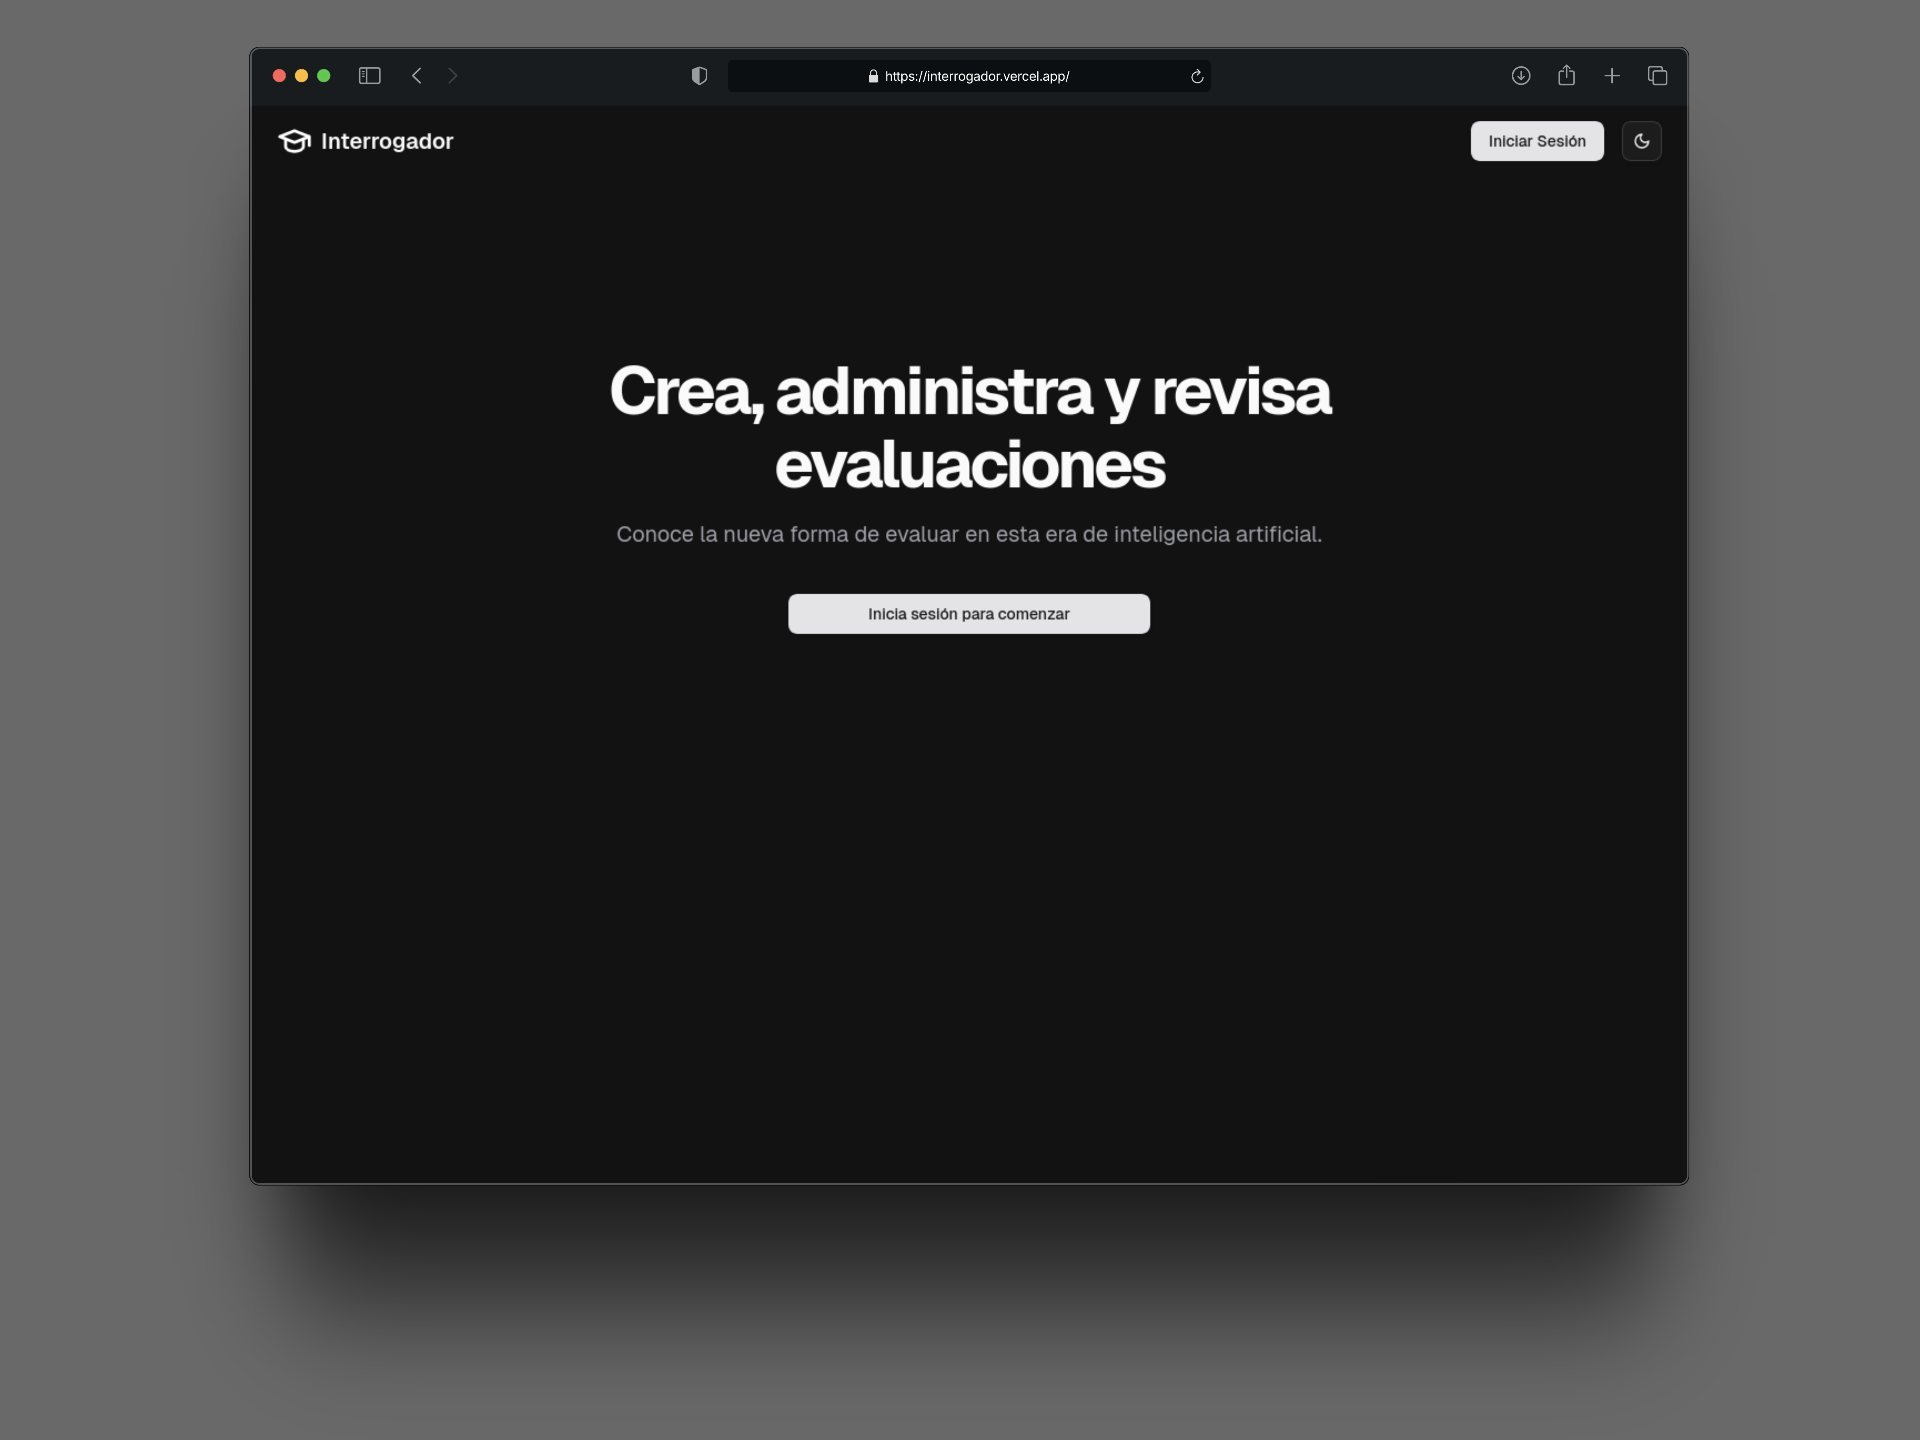 https://interrogador.vercel.app/
Interrogador
Iniciar Sesión
Crea, administra y revisa
evaluaciones
Conoce la nueva forma de evaluar en esta era de inteligencia artificial.
Inicia sesión para comenzar